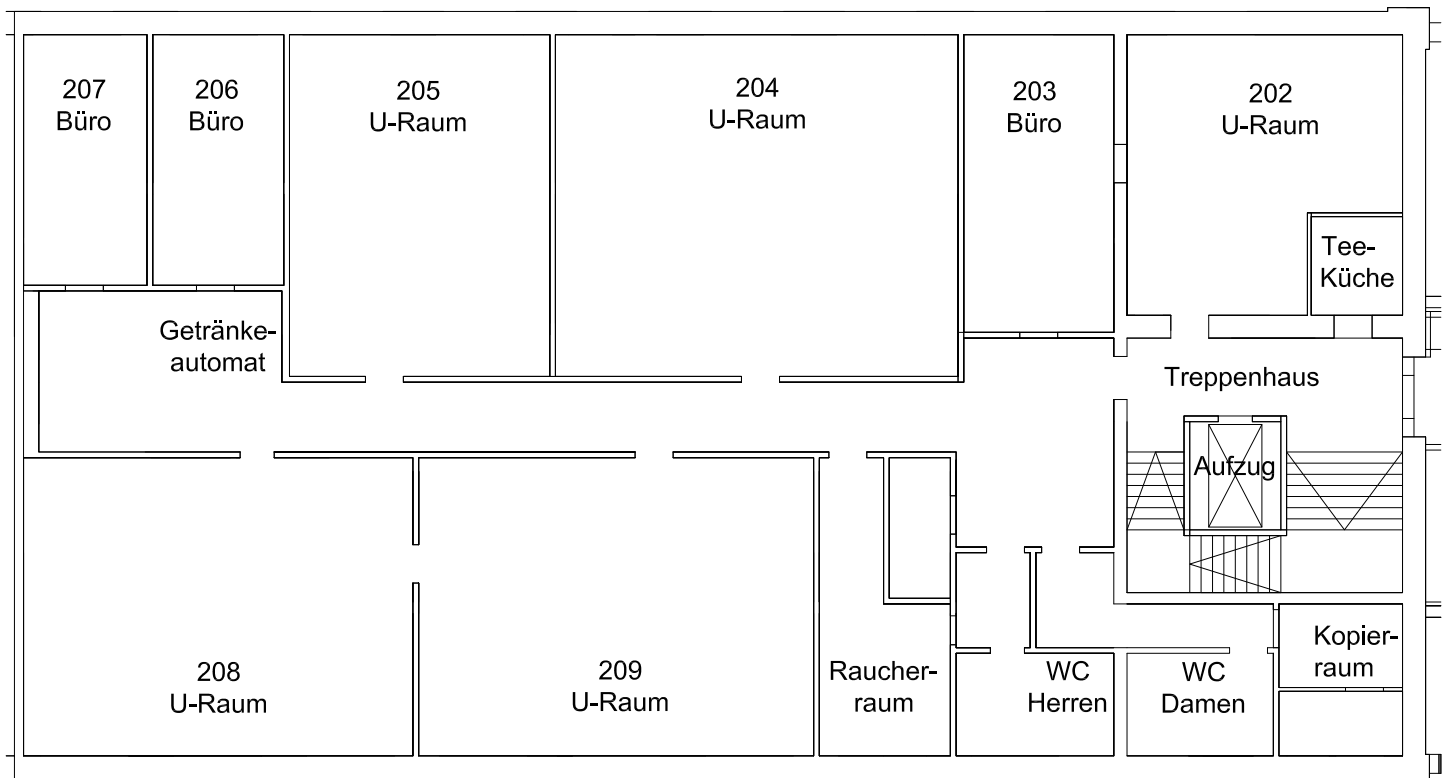 207
Büro
206
Büro
205
U-Raum
204
U-Raum
203
Büro
202
U-Raum
Tee-
Küche
Getränke-
automat
Treppenhaus
Aufzug
208
U-Raum
209
U-Raum
Raucher-
raum
WC
Herren
WC
Damen
Kopier-
raum